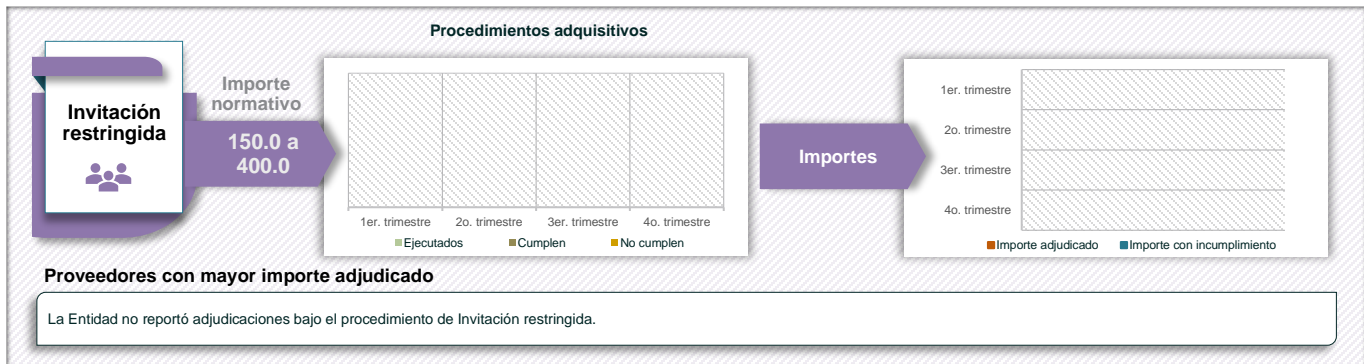 Procedimientos adquisitivos
Invitación
restringida
Importe
normativo
150.0 a
400.0
1er. trimestre
2o. trimestre
3er. trimestre
4o. trimestre
Ejecutados
Cumplen
No cumplen
Importes
1er. trimestre
2o. trimestre
3er. trimestre
4o. trimestre
Importe adjudicado
Importe con incumplimiento
Proveedores con mayor importe adjudicado
La Entidad no reportó adjudicaciones bajo el procedimiento de Invitación restringida.